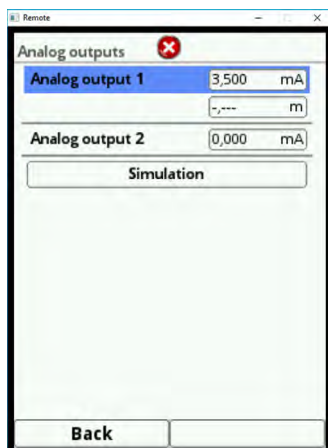 Remote
Analog outputs
Analog output 1 3,500 mA
-,--- m
Analog output 2 0,000 mA
Simulation
Back